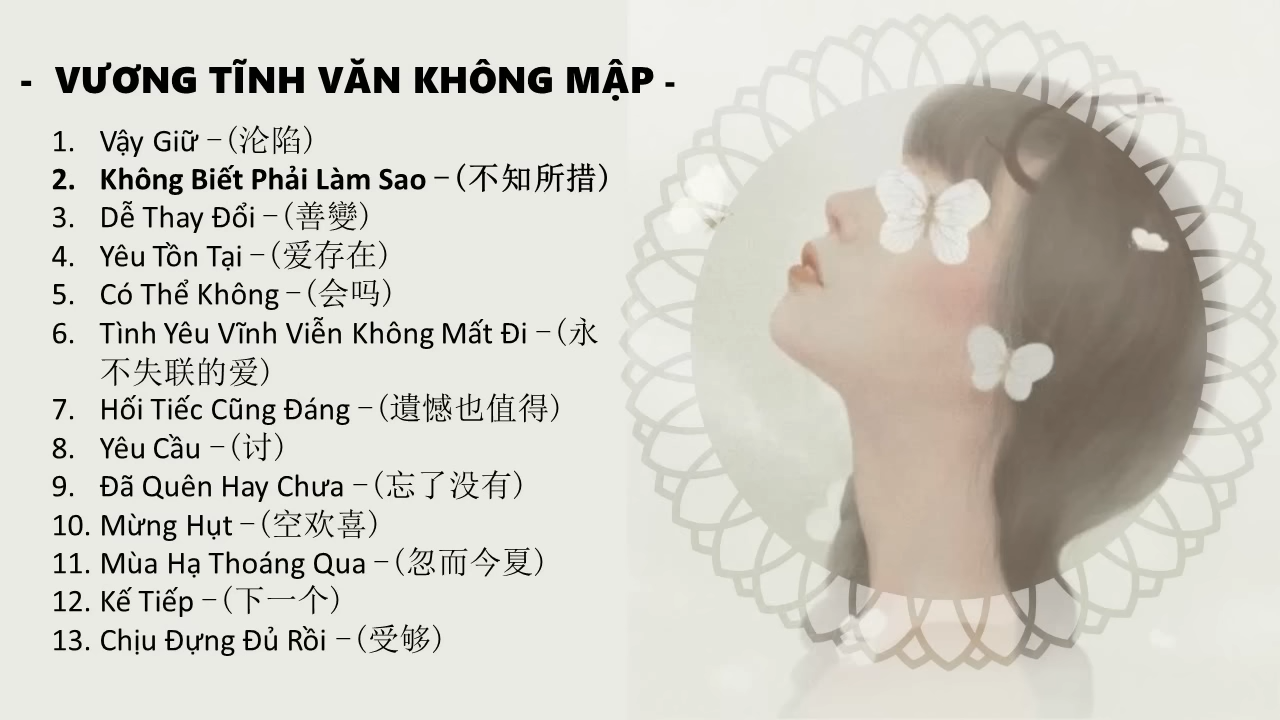 - VƯƠNG TĨNH VĂN KHÔNG MẬP -
1. Vậy Giữ – (沦陷)
2. Không Biết Phải Làm Sao – (不知所措)
3. Dễ Thay Đổi – (善變)
4. Yêu Tồn Tại – (爱存在)
5. Có Thể Không – (会吗)
6. Tình Yêu Vĩnh Viễn Không Mất Đi – (永
不失联的爱)
7. Hối Tiếc Cũng Đáng – (遺憾也值得)
8. Yêu Cầu – (讨)
9. Đã Quên Hay Chưa – (忘了没有)
10. Mừng Hụt – (空欢喜)
11. Mùa Hạ Thoáng Qua – (忽而今夏)
12. Kế Tiếp – (下一个)
13. Chịu Đựng Đủ Rồi – (受够)